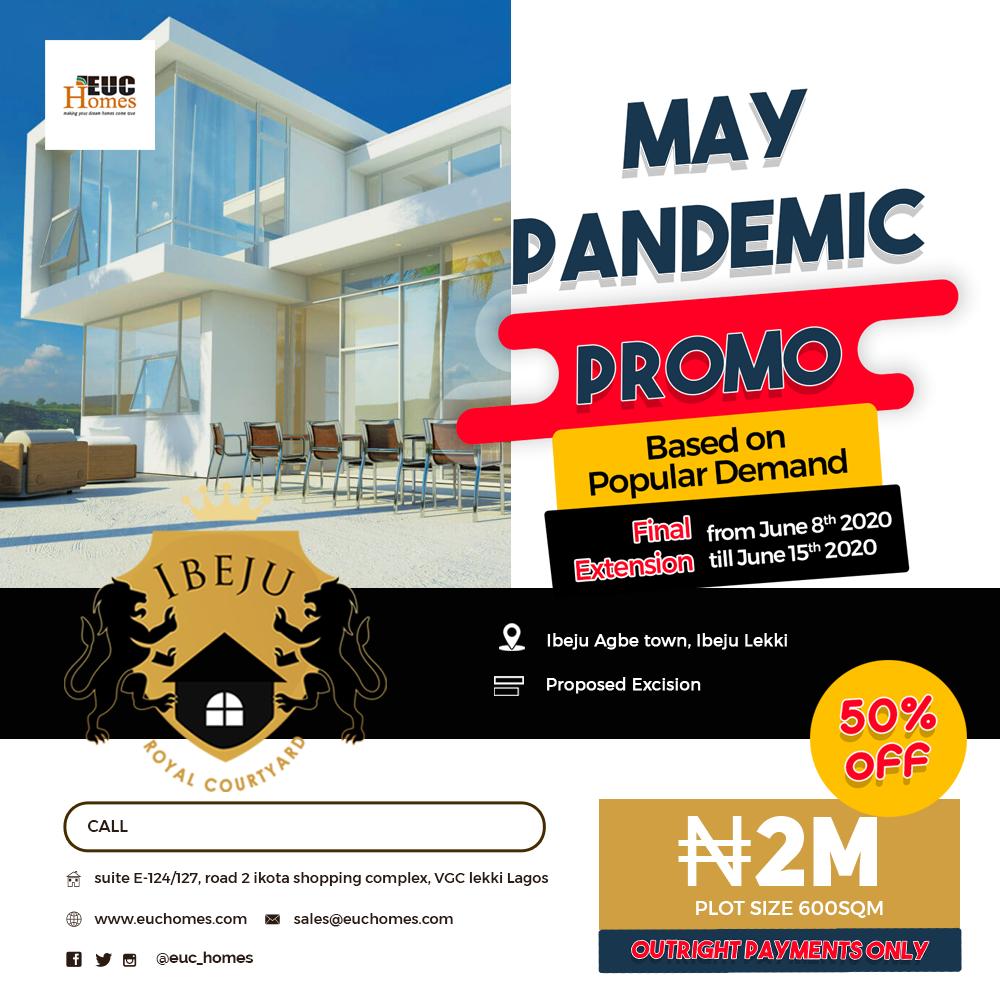 EUC
Homes
making your dream homes come true
MAY
PANDEMIC
PROMO
Based on
Popular Demand
Final
Extension
from June 8th 2020
till June 15th 2020
IBEJU
ROYAL COURTYARD
Ibeju Agbe town, Ibeju Lekki
Proposed Excision
50%
OFF
CALL
suite E-124/127, road 2 ikota shopping complex, VGC lekki Lagos
www.euchomes.com
sales@euchomes.com
@euc_homes
₦2M
PLOT SIZE 600SQM
OUTRIGHT PAYMENTS ONLY